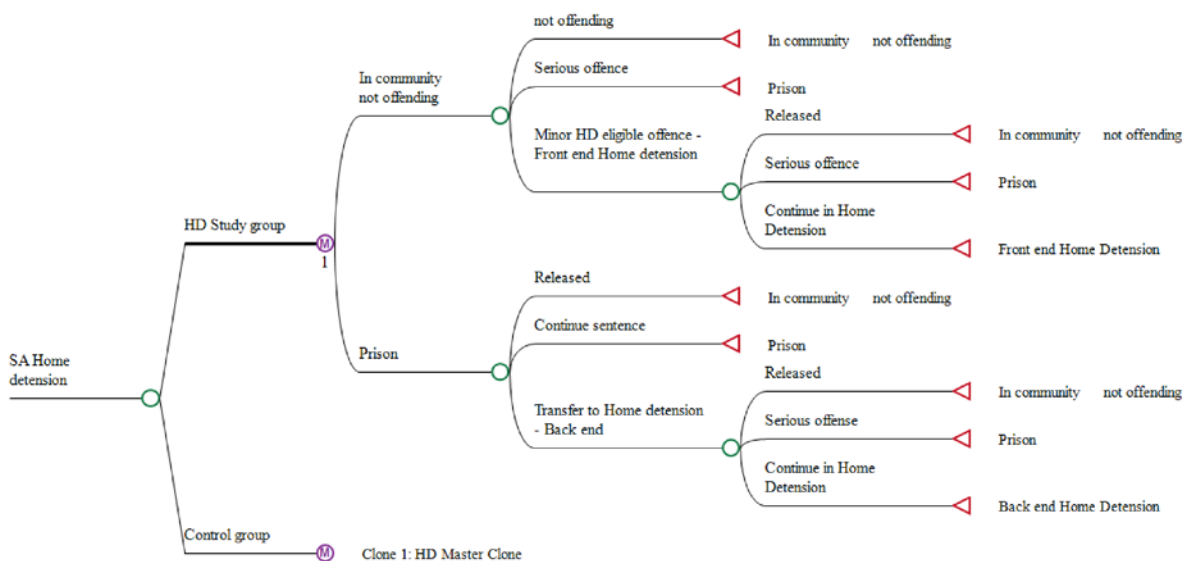 not offending
In community not offending
Serious offence
Prison
In community
not offending
Minor HD eligible offence -
Front end Home detension
Released
In community not offending
Serious offence
Prison
Continue in Home
Detension
Front end Home Detension
HD Study group
M
1
Released
In community not offending
Continue sentence
Prison
Prison
Transfer to Home detension
- Back end
Released
In community not offending
Serious offense
Prison
Continue in Home
Detension
Back end Home Detension
SA Home
detension
Control group
M
Clone 1: HD Master Clone